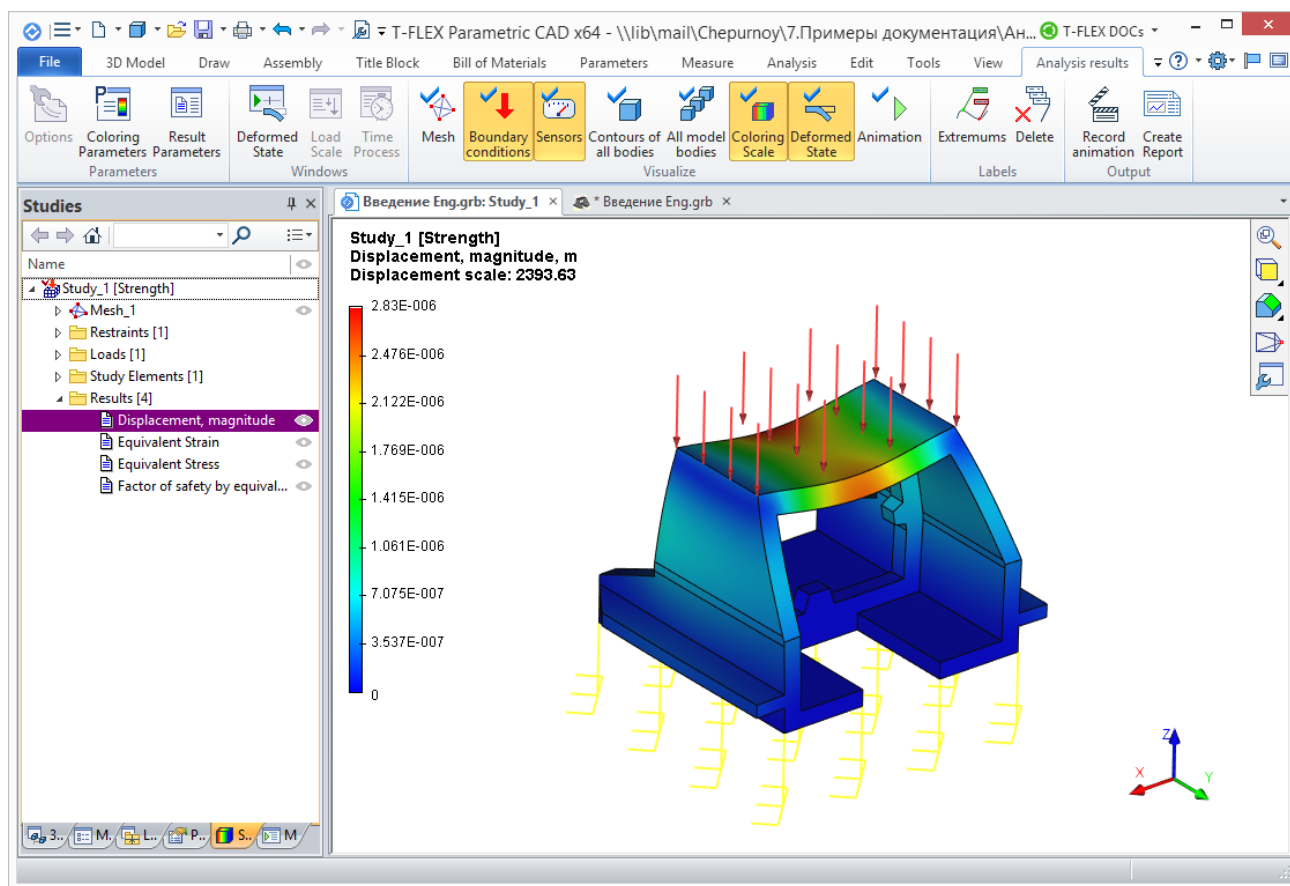 T-FLEX Parametric CAD x64 - \\lib\mail\Chepurnoy\7.Примеры документация\Ан... T-FLEX DOCs
File 3D Model Draw Assembly Title Block Bill of Materials Parameters Measure Analysis Edit Tools View Analysis results
Options Coloring Parameters Result Parameters Deformed State Load Scale Time Process Mesh Boundary conditions Sensors Contours of all bodies All model bodies Coloring Scale Deformed State Animation Extremums Delete Record animation Create Report
Parameters Windows Visualize Labels Output
Studies
Введение Eng.grb: Study_1 * Введение Eng.grb
Name
Study_1 [Strength]
Mesh_1
Restraints [1]
Loads [1]
Study Elements [1]
Results [4]
Displacement, magnitude
Equivalent Strain
Equivalent Stress
Factor of safety by equival...
3.. M. L.. P.. S.. M
Study_1 [Strength]
Displacement, magnitude, m
Displacement scale: 2393.63
2.83E-006
2.476E-006
2.122E-006
1.769E-006
1.415E-006
1.061E-006
7.075E-007
3.537E-007
0
Z
X
Y